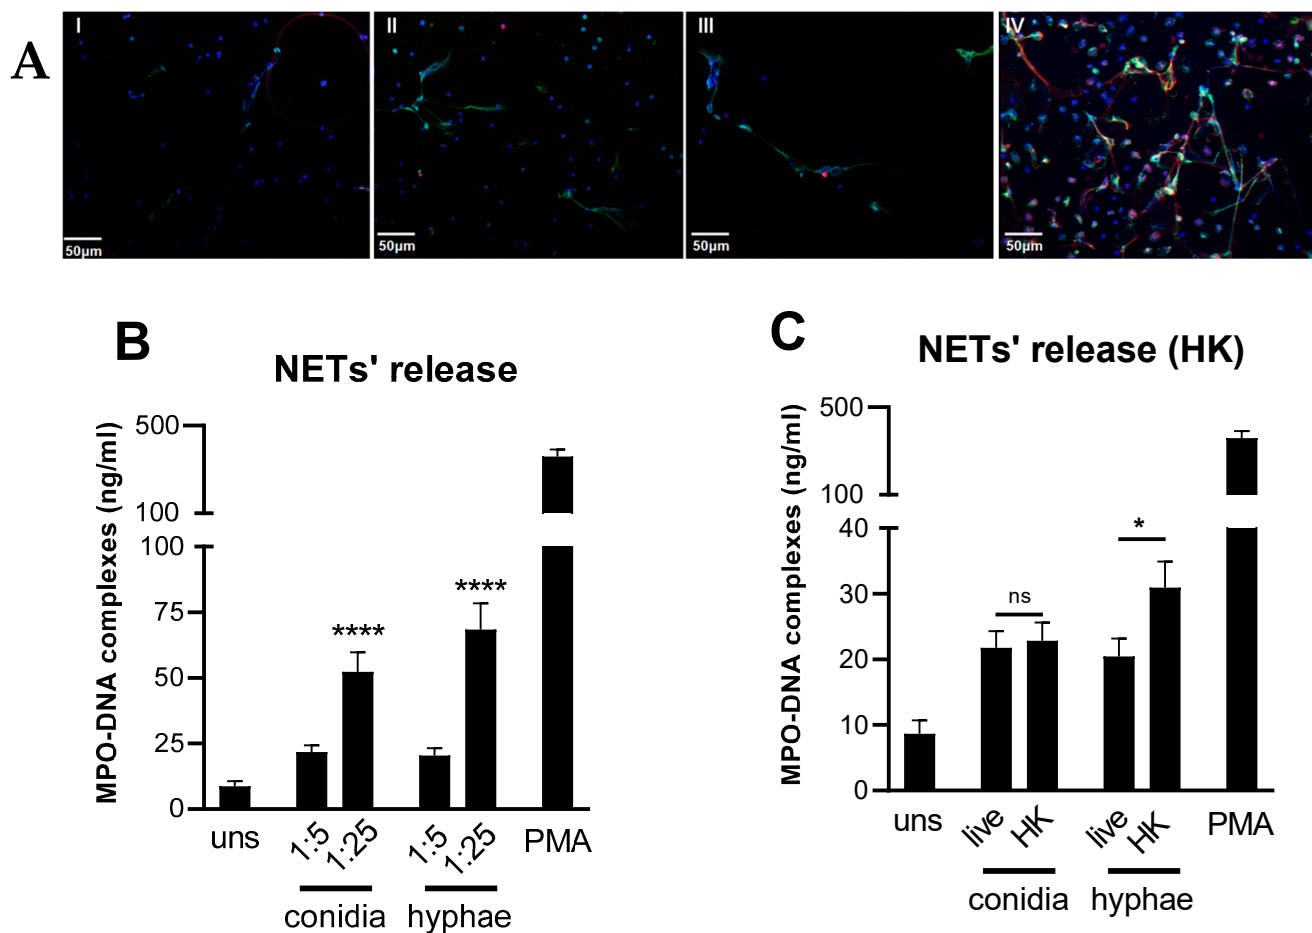 A
I
II
III
IV
50µm
50µm
50µm
50µm
B
NETs' release
MPO-DNA complexes (ng/ml)
500
100
100
75
50
25
0
****
****
uns
1:5
1:25
1:5
1:25
PMA
conidia
hyphae
C
NETs' release (HK)
MPO-DNA complexes (ng/ml)
500
100
40
30
20
10
0
ns
*
uns
live
HK
live
HK
PMA
conidia
hyphae